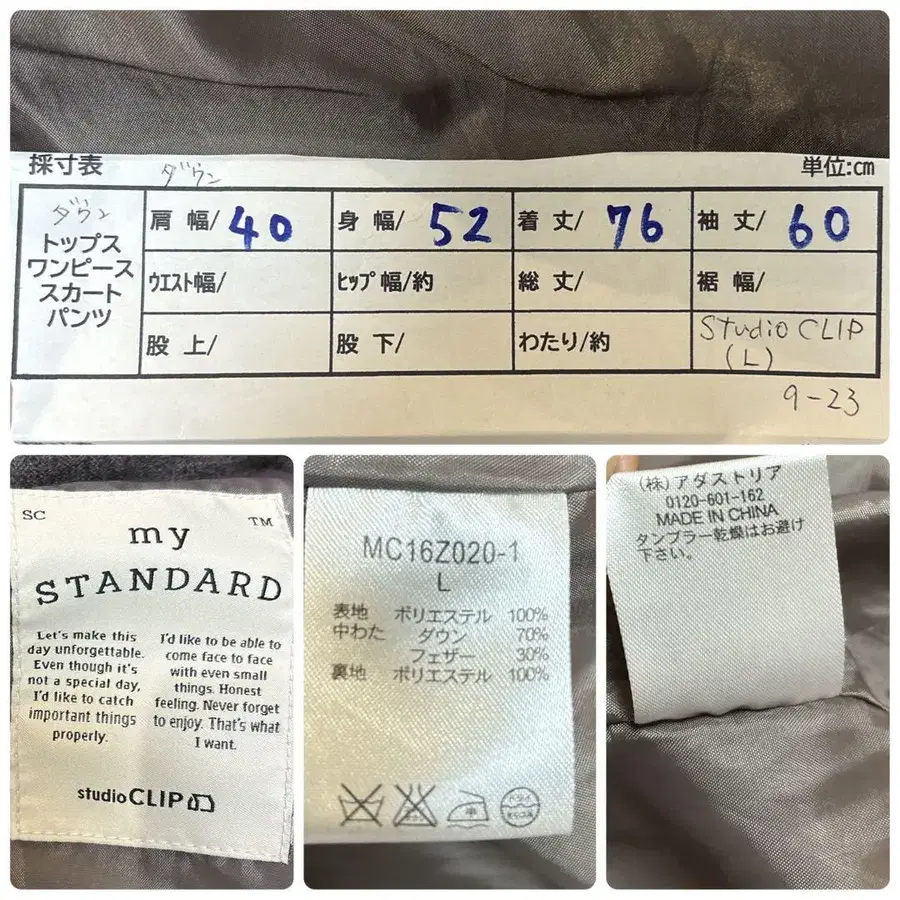 採寸表
ダウン
単位:cm
ダウン
トップス
ワンピース
スカート
パンツ
肩 幅/ 40
身 幅/ 52
着 丈/ 76
袖 丈/ 60
ウエスト幅/
ヒップ 幅/約
総 丈/
裾 幅/
股 上/
股 下/
わたり/約
Studio CLIP
(L)
9-23
SC
TM
my
STANDARD
Let's make this
day unforgettable.
Even though it's
not a special day,
I'd like to catch
important things
properly.
I'd like to be able to
come face to face
with even small
things. Honest
feeling. Never forget
to enjoy. That's what
I want.
studio CLIP
MC16Z020-1
L
表地 ポリエステル 100%
中わた ダウン 70%
フェザー 30%
裏地 ポリエステル 100%
中
ドライ
(株)アダストリア
0120-601-162
MADE IN CHINA
タンブラー乾燥はお避け
下さい。